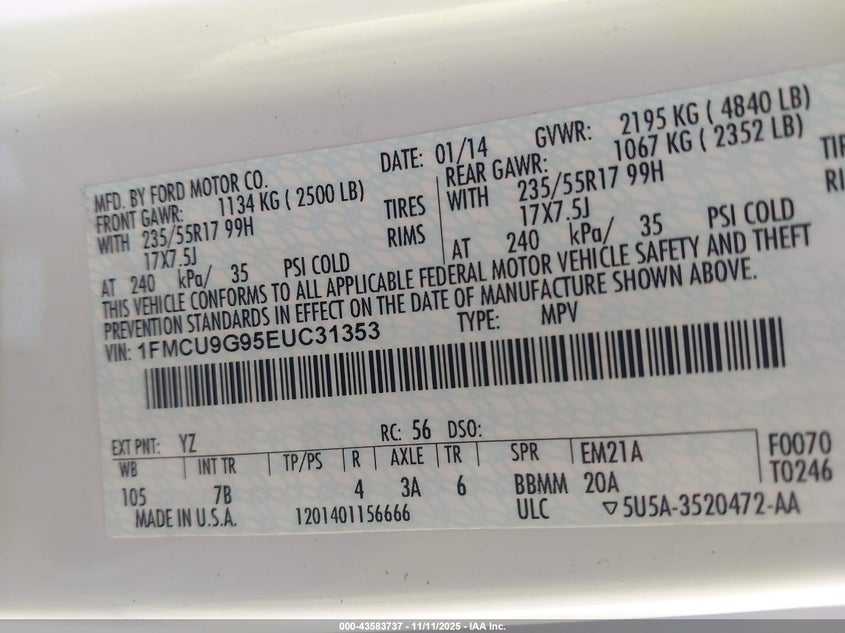 MFD. BY FORD MOTOR CO.
DATE: 01/14 GVWR: 2195 KG ( 4840 LB)
FRONT GAWR: 1134 KG ( 2500 LB)
WITH 235/55R17 99H TIRES
17X7.5J RIMS
AT 240 kPa/ 35 PSI COLD
REAR GAWR: 1067 KG ( 2352 LB)
WITH 235/55R17 99H
17X7.5J
AT 240 kPa/ 35 PSI COLD
THIS VEHICLE CONFORMS TO ALL APPLICABLE FEDERAL MOTOR VEHICLE SAFETY AND THEFT
PREVENTION STANDARDS IN EFFECT ON THE DATE OF MANUFACTURE SHOWN ABOVE.
VIN: 1FMCU9G95EUC31353 TYPE: MPV
EXT PNT: YZ RC: 56 DSO:
WB INT TR TP/PS R AXLE TR SPR EM21A F0070
105 7B 4 3A 6 BBMM 20A T0246
MADE IN U.S.A. 1201401156666 ULC ▽5U5A-3520472-AA
000-43583737 - 11/11/2025 - IAA Inc.